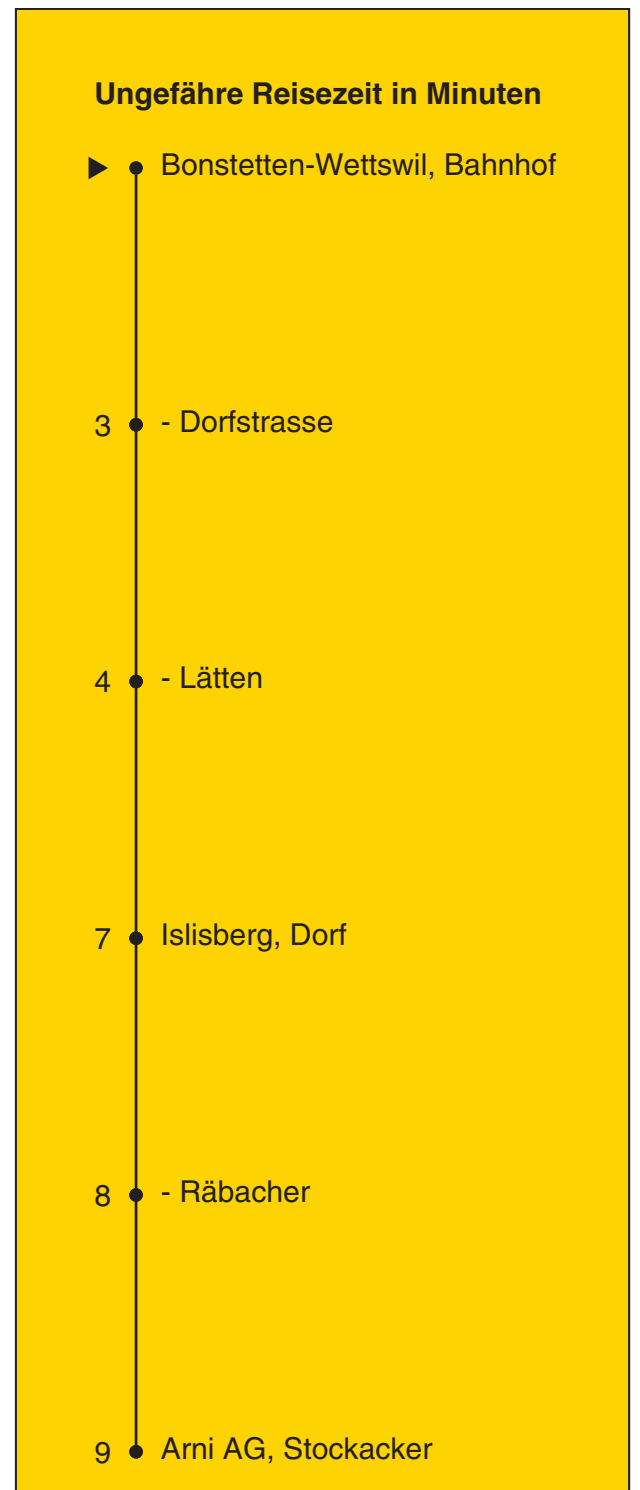 Ungefähre Reisezeit in Minuten
Bonstetten-Wettswil, Bahnhof
3 - Dorfstrasse
4 - Lätten
7 Islisberg, Dorf
8 - Räbacher
9 Arni AG, Stockacker